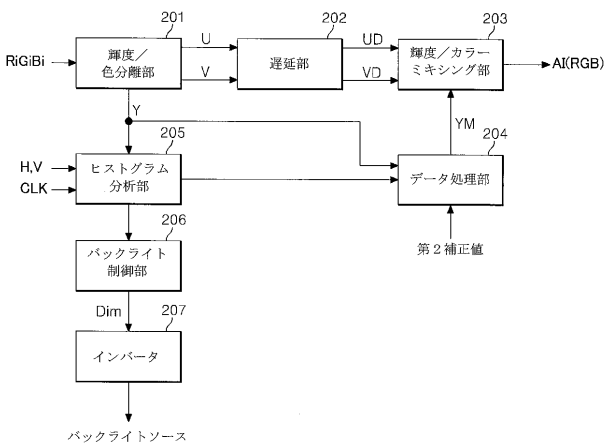 201
202
203
RiGiBi
輝度／
色分離部
U
V
遅延部
UD
VD
輝度／カラー
ミキシング部
AI(RGB)
Y
YM
205
204
H,V
CLK
ヒストグラム
分析部
データ処理部
206
第２補正値
バックライト
制御部
Dim
207
インバータ
バックライトソース